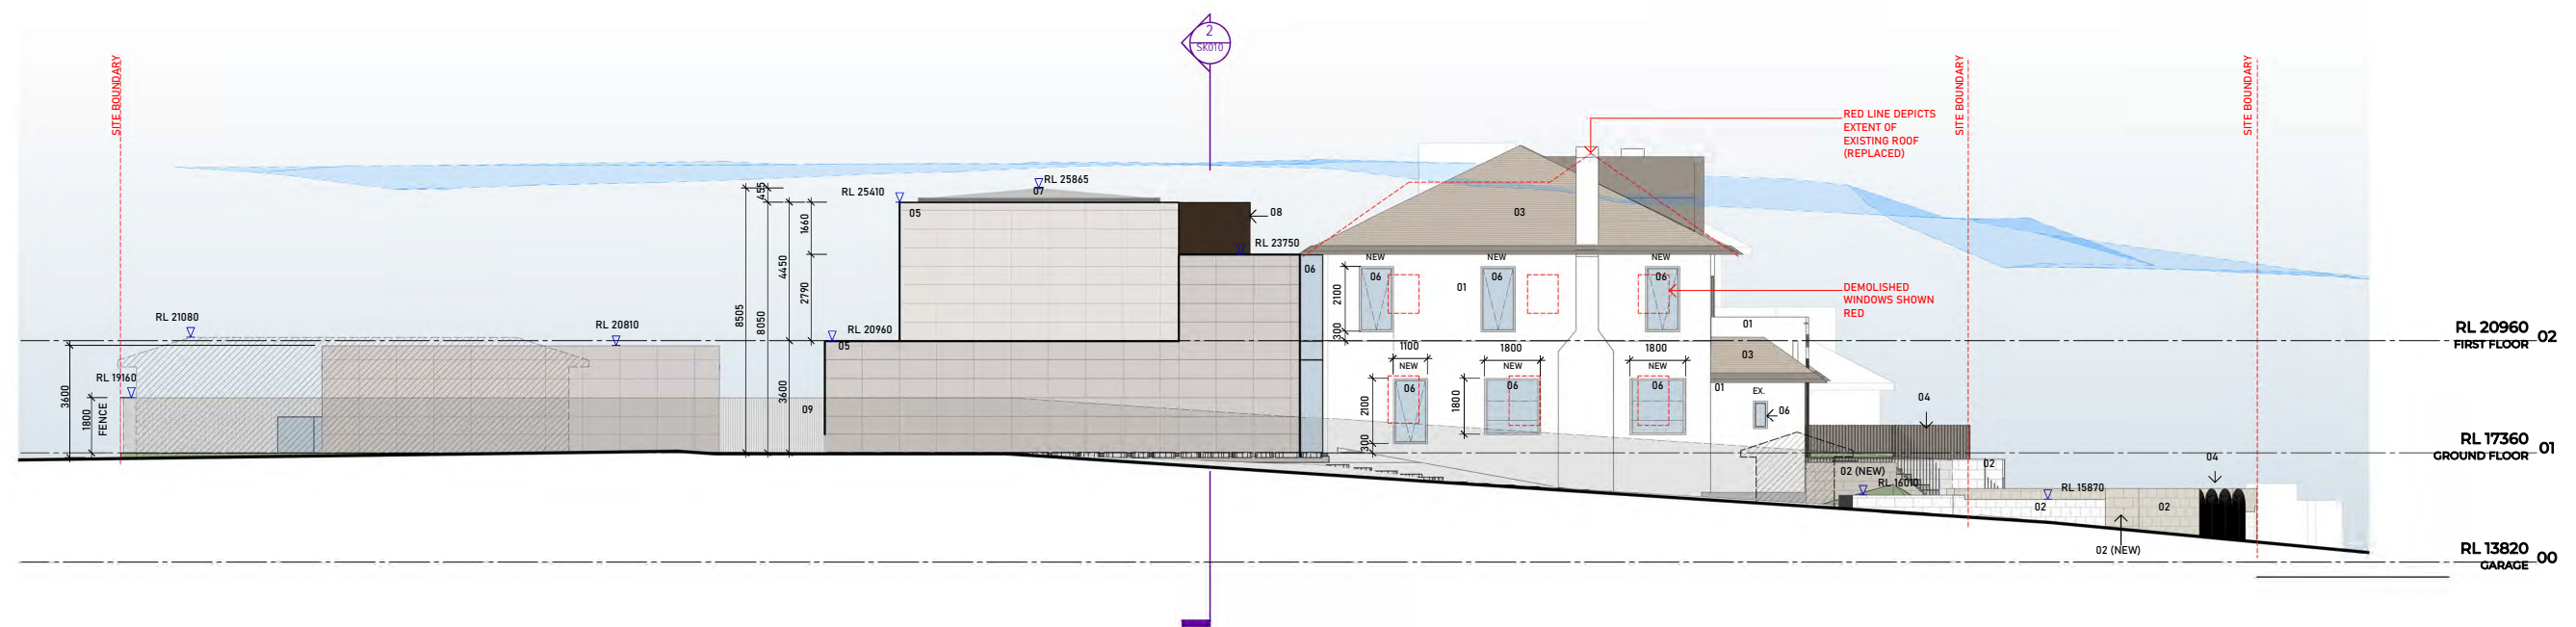 2
SK010
SITE BOUNDARY
SITE BOUNDARY
SITE BOUNDARY
RED LINE DEPICTS
EXTENT OF
EXISTING ROOF
(REPLACED)
455
RL 25410
RL 25865
07
05
1660
08
03
RL 23750
4450
2790
8505
8050
06
NEW
NEW
NEW
06
06
06
01
2100
300
DEMOLISHED
WINDOWS SHOWN
RED
RL 21080
RL 20810
RL 20960
05
01
RL 20960
FIRST FLOOR
02
1100
1800
1800
NEW
NEW
NEW
03
RL 19160
3600
1800
FENCE
3600
09
2100
300
06
1800
06
06
01
EX.
06
04
RL 17360
GROUND FLOOR
01
02 (NEW)
02
04
RL 16010
RL 15870
02
02
02 (NEW)
RL 13820
GARAGE
00